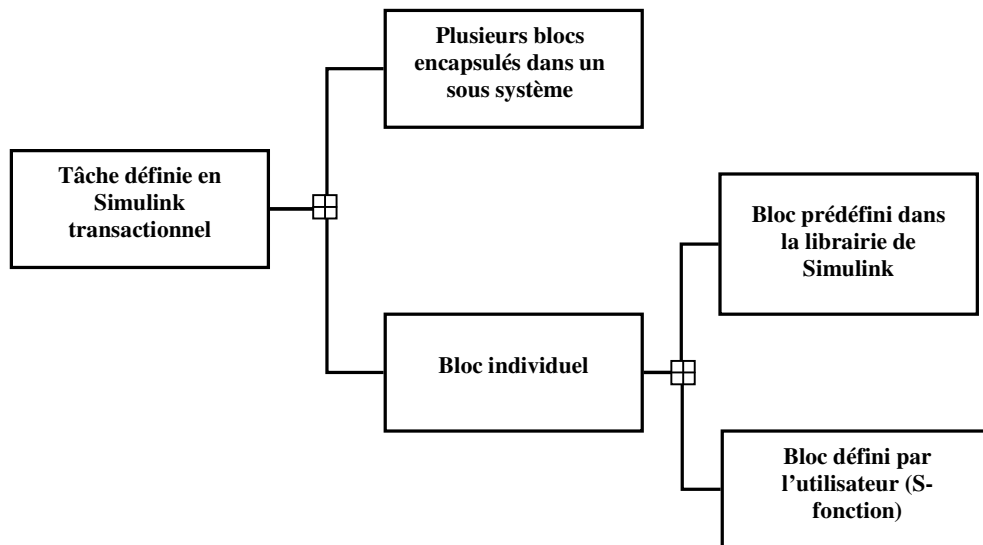 Plusieurs blocs
encapsulés dans un
sous système
Tâche définie en
Simulink
transactionnel
Bloc prédéfini dans
la librairie de
Simulink
Bloc individuel
Bloc défini par
l’utilisateur (S-
fonction)